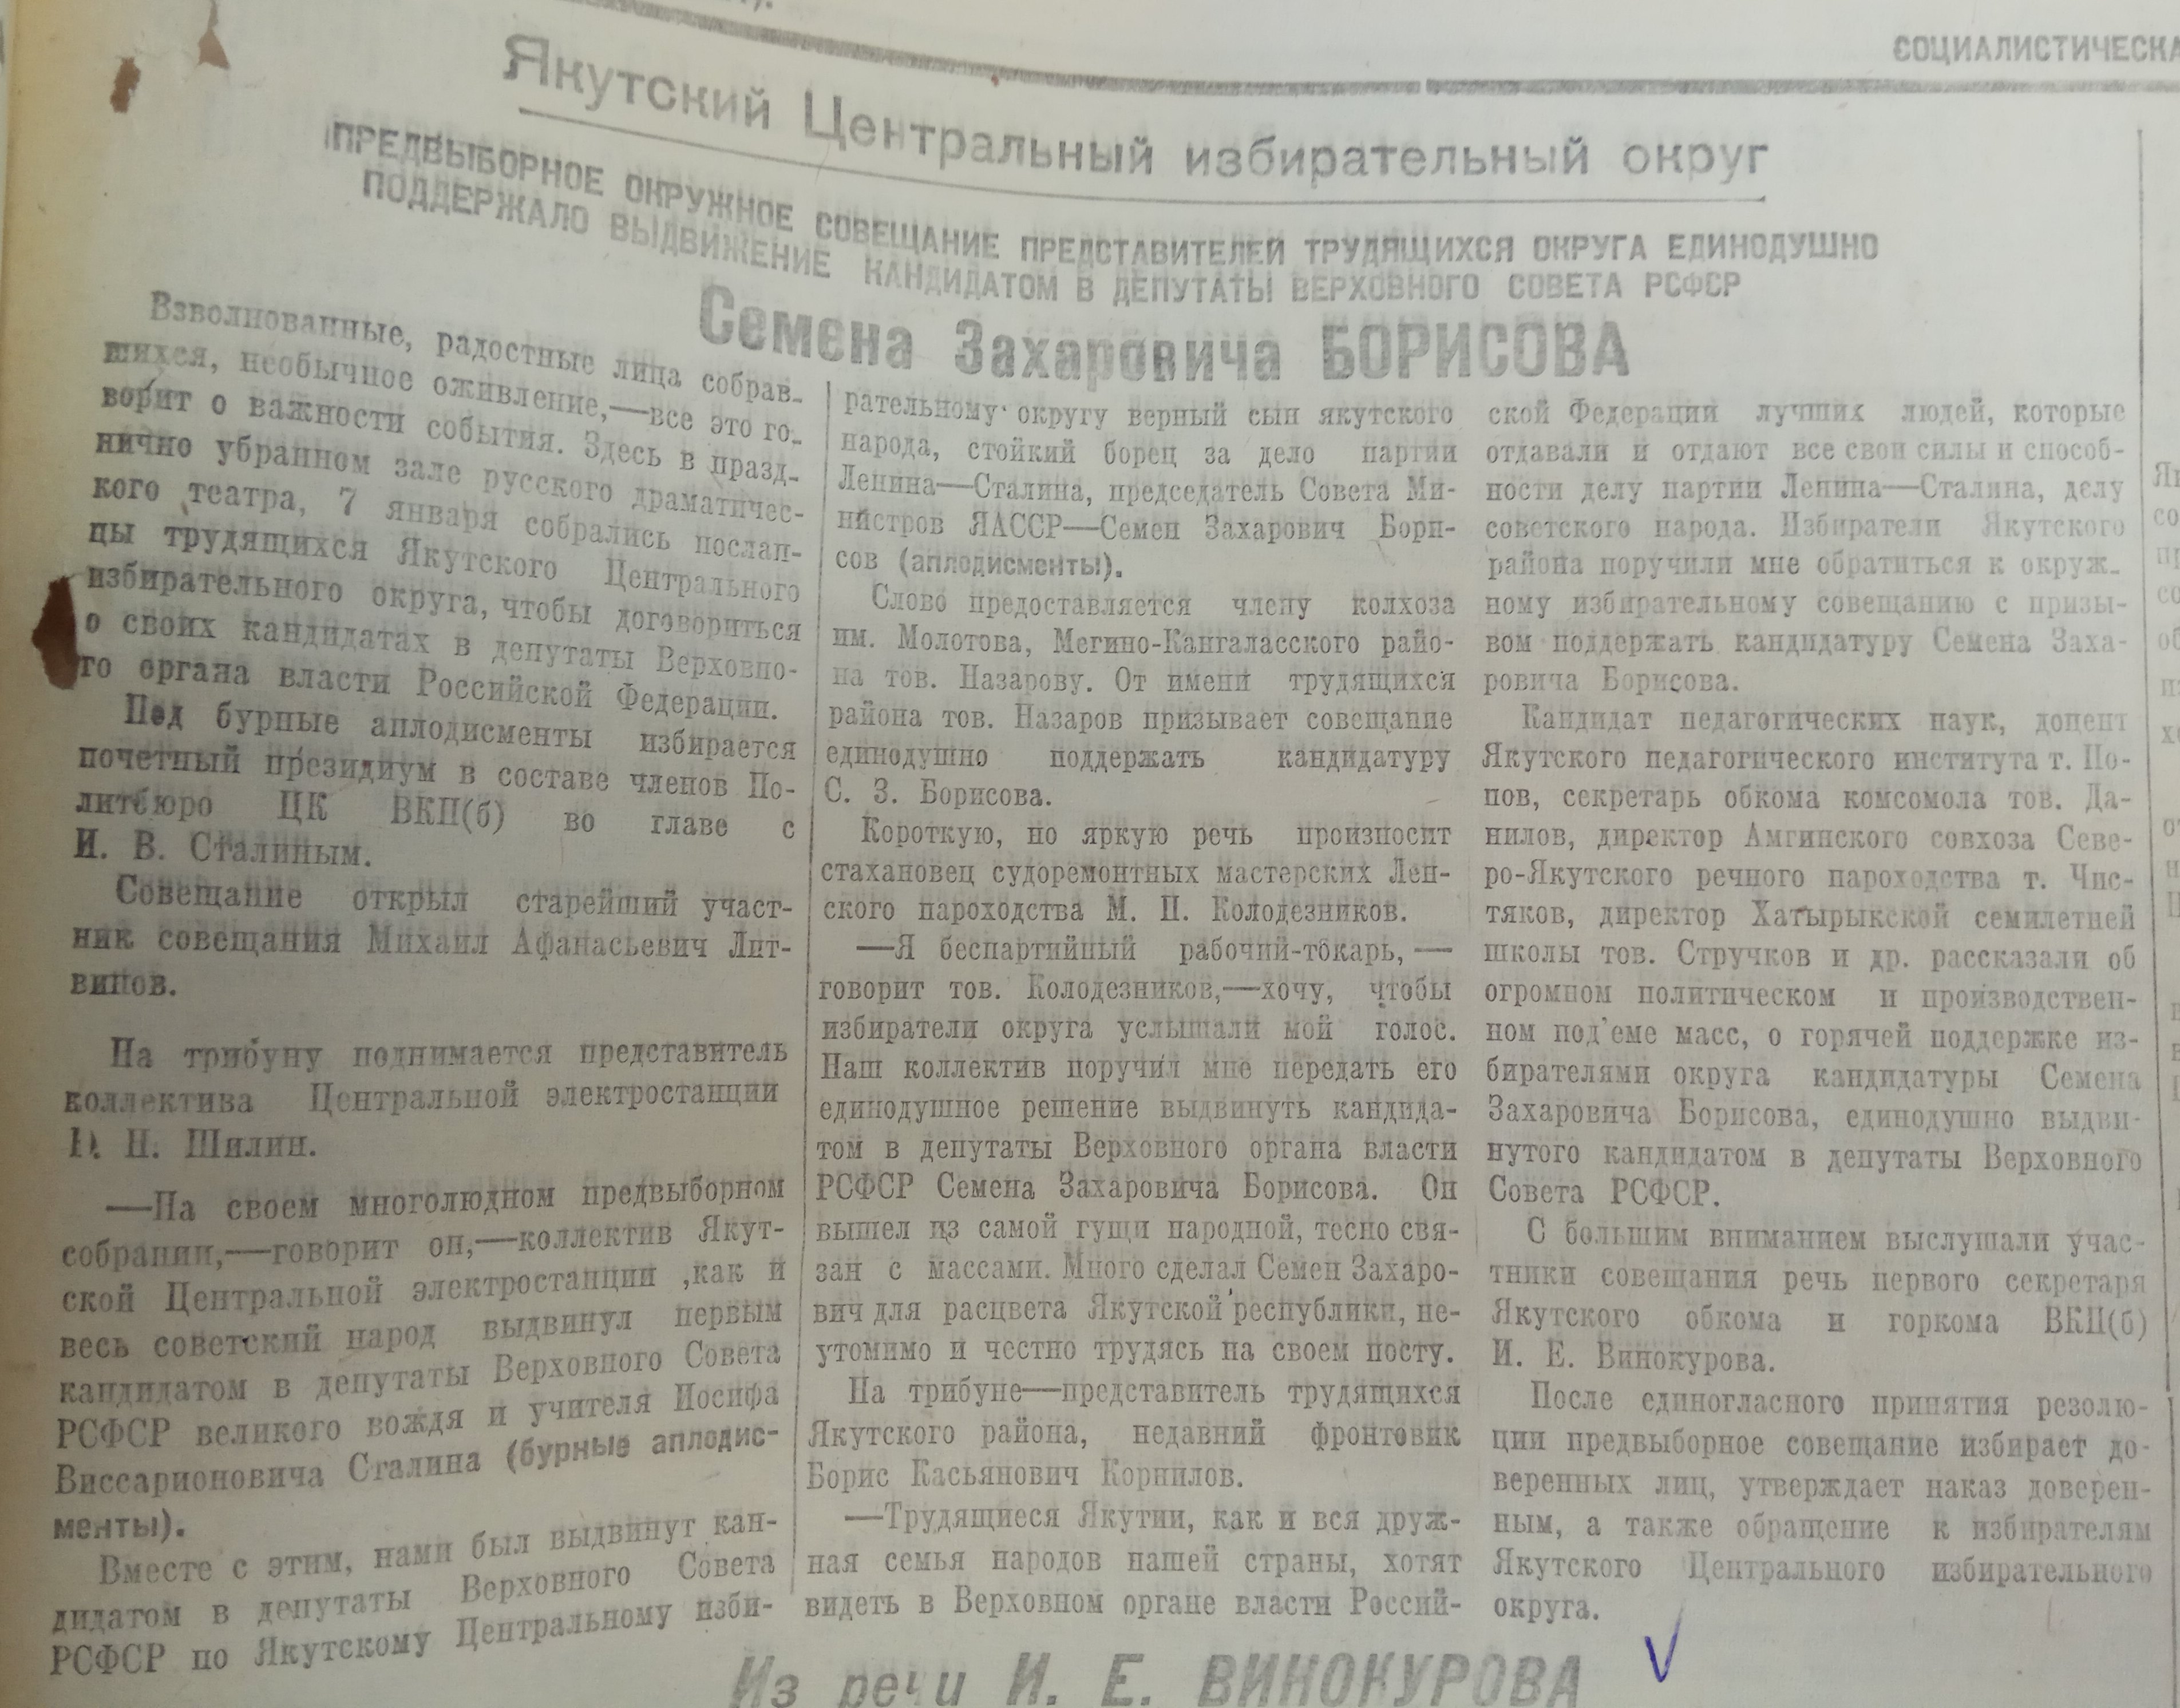 СОЦИАЛИСТИЧЕСКА
Якутский Центральный избирательный округ
ПРЕДВЫБОРНОЕ ОКРУЖНОЕ СОВЕЩАНИЕ ПРЕДСТАВИТЕЛЕЙ ТРУДЯЩИХСЯ ОКРУГА ЕДИНОДУШНО
ПОДДЕРЖАЛО ВЫДВИЖЕНИЕ КАНДИДАТОМ В ДЕПУТАТЫ ВЕРХОВНОГО СОВЕТА РСФСР
Семена Захаровича БОРИСОВА
Взволнованные, радостные лица собрав-
шихся, необычное оживление,—все это го-
ворит о важности события. Здесь в празд-
нично убранном зале русского драматичес-
кого театра, 7 января собрались послан-
цы трудящихся Якутского Центрального
избирательного округа, чтобы договориться
о своих кандидатах в депутаты Верховно-
го органа власти Российской Федерации.
Под бурные аплодисменты избирается
почетный президиум в составе членов По-
литбюро ЦК ВКП(б) во главе с
И. В. Сталиным.
Совещание открыл старейший участ-
ник совещания Михаил Афанасьевич Лит-
винов.
На трибуну поднимается представитель
коллектива Центральной электростанции
Н. Шилин.
—На своем многолюдном предвыборном
собрании,—говорит он,—коллектив Якут-
ской Центральной электростанции ,как и
весь советский народ выдвинул первым
кандидатом в депутаты Верховного Совета
РСФСР великого вождя и учителя Иосифа
Виссарионовича Сталина (бурные аплодис-
менты).
Вместе с этим, нами был выдвинут кан-
дидатом в депутаты Верховного Совета
РСФСР по Якутскому Центральному изби-
рательному округу верный сын якутского
народа, стойкий борец за дело партии
Ленина—Сталина, председатель Совета Ми-
нистров ЯАССР—Семен Захарович Бори-
сов (аплодисменты).
Слово предоставляется члену колхоза
им. Молотова, Мегино-Кангаласского райо-
на тов. Назарову. От имени трудящихся
района тов. Назаров призывает совещание
единодушно поддержать кандидатуру
С. З. Борисова.
Короткую, но яркую речь произносит
стахановец судоремонтных мастерских Лен-
ского пароходства М. П. Колодезников.
—Я беспартийный рабочий-токарь, —
говорит тов. Колодезников,—хочу, чтобы
избиратели округа услышали мой голос.
Наш коллектив поручил мне передать его
единодушное решение выдвинуть кандида-
том в депутаты Верховного органа власти
РСФСР Семена Захаровича Борисова. Он
вышел из самой гущи народной, тесно свя-
зан с массами. Много сделал Семен Захаро-
вич для расцвета Якутской республики, не-
утомимо и честно трудясь на своем посту.
На трибуне—представитель трудящихся
Якутского района, недавний фронтовик
Борис Касьянович Корнилов.
—Трудящиеся Якутии, как и вся друж-
ная семья народов нашей страны, хотят
видеть в Верховном органе власти Россий-
ской Федерации лучших людей, которые
отдавали и отдают все свои силы и способ-
ности делу партии Ленина—Сталина, делу
советского народа. Избиратели Якутского
района поручили мне обратиться к окруж-
ному избирательному совещанию с призы-
вом поддержать кандидатуру Семена Заха-
ровича Борисова.
Кандидат педагогических наук, доцент
Якутского педагогического института т. По-
пов, секретарь обкома комсомола тов. Да-
нилов, директор Амгинского совхоза Севе-
ро-Якутского речного пароходства т. Чис-
тяков, директор Хатырыкской семилетней
школы тов. Стручков и др. рассказали об
огромном политическом и производствен-
ном под'еме масс, о горячей поддержке из-
бирателями округа кандидатуры Семена
Захаровича Борисова, единодушно выдви-
нутого кандидатом в депутаты Верховного
Совета РСФСР.
С большим вниманием выслушали учас-
тники совещания речь первого секретаря
Якутского обкома и горкома ВКП(б)
И. Е. Винокурова.
После единогласного принятия резолю-
ции предвыборное совещание избирает до-
веренных лиц, утверждает наказ доверен-
ным, а также обращение к избирателям
Якутского Центрального избирательного
округа.
Из речи И. Е. ВИНОКУРОВА